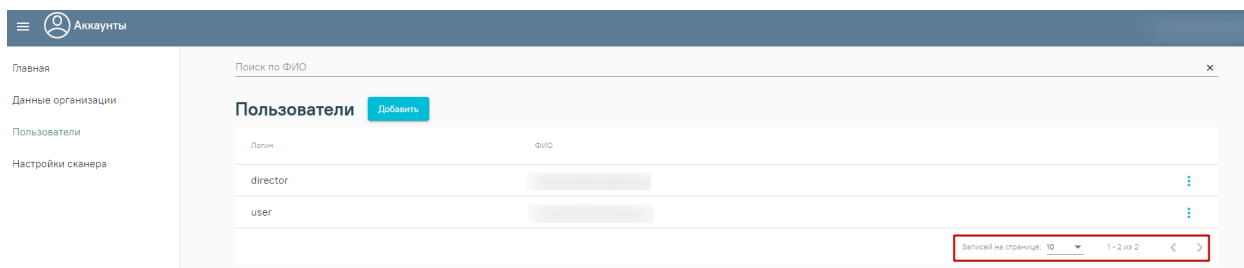 Аккаунты
Главная
Данные организации
Пользователи
Настройки сканера
Поиск по ФИО
Пользователи Добавить
Логин ФИО
director
user
Записей на странице: 10 1 - 2 из 2